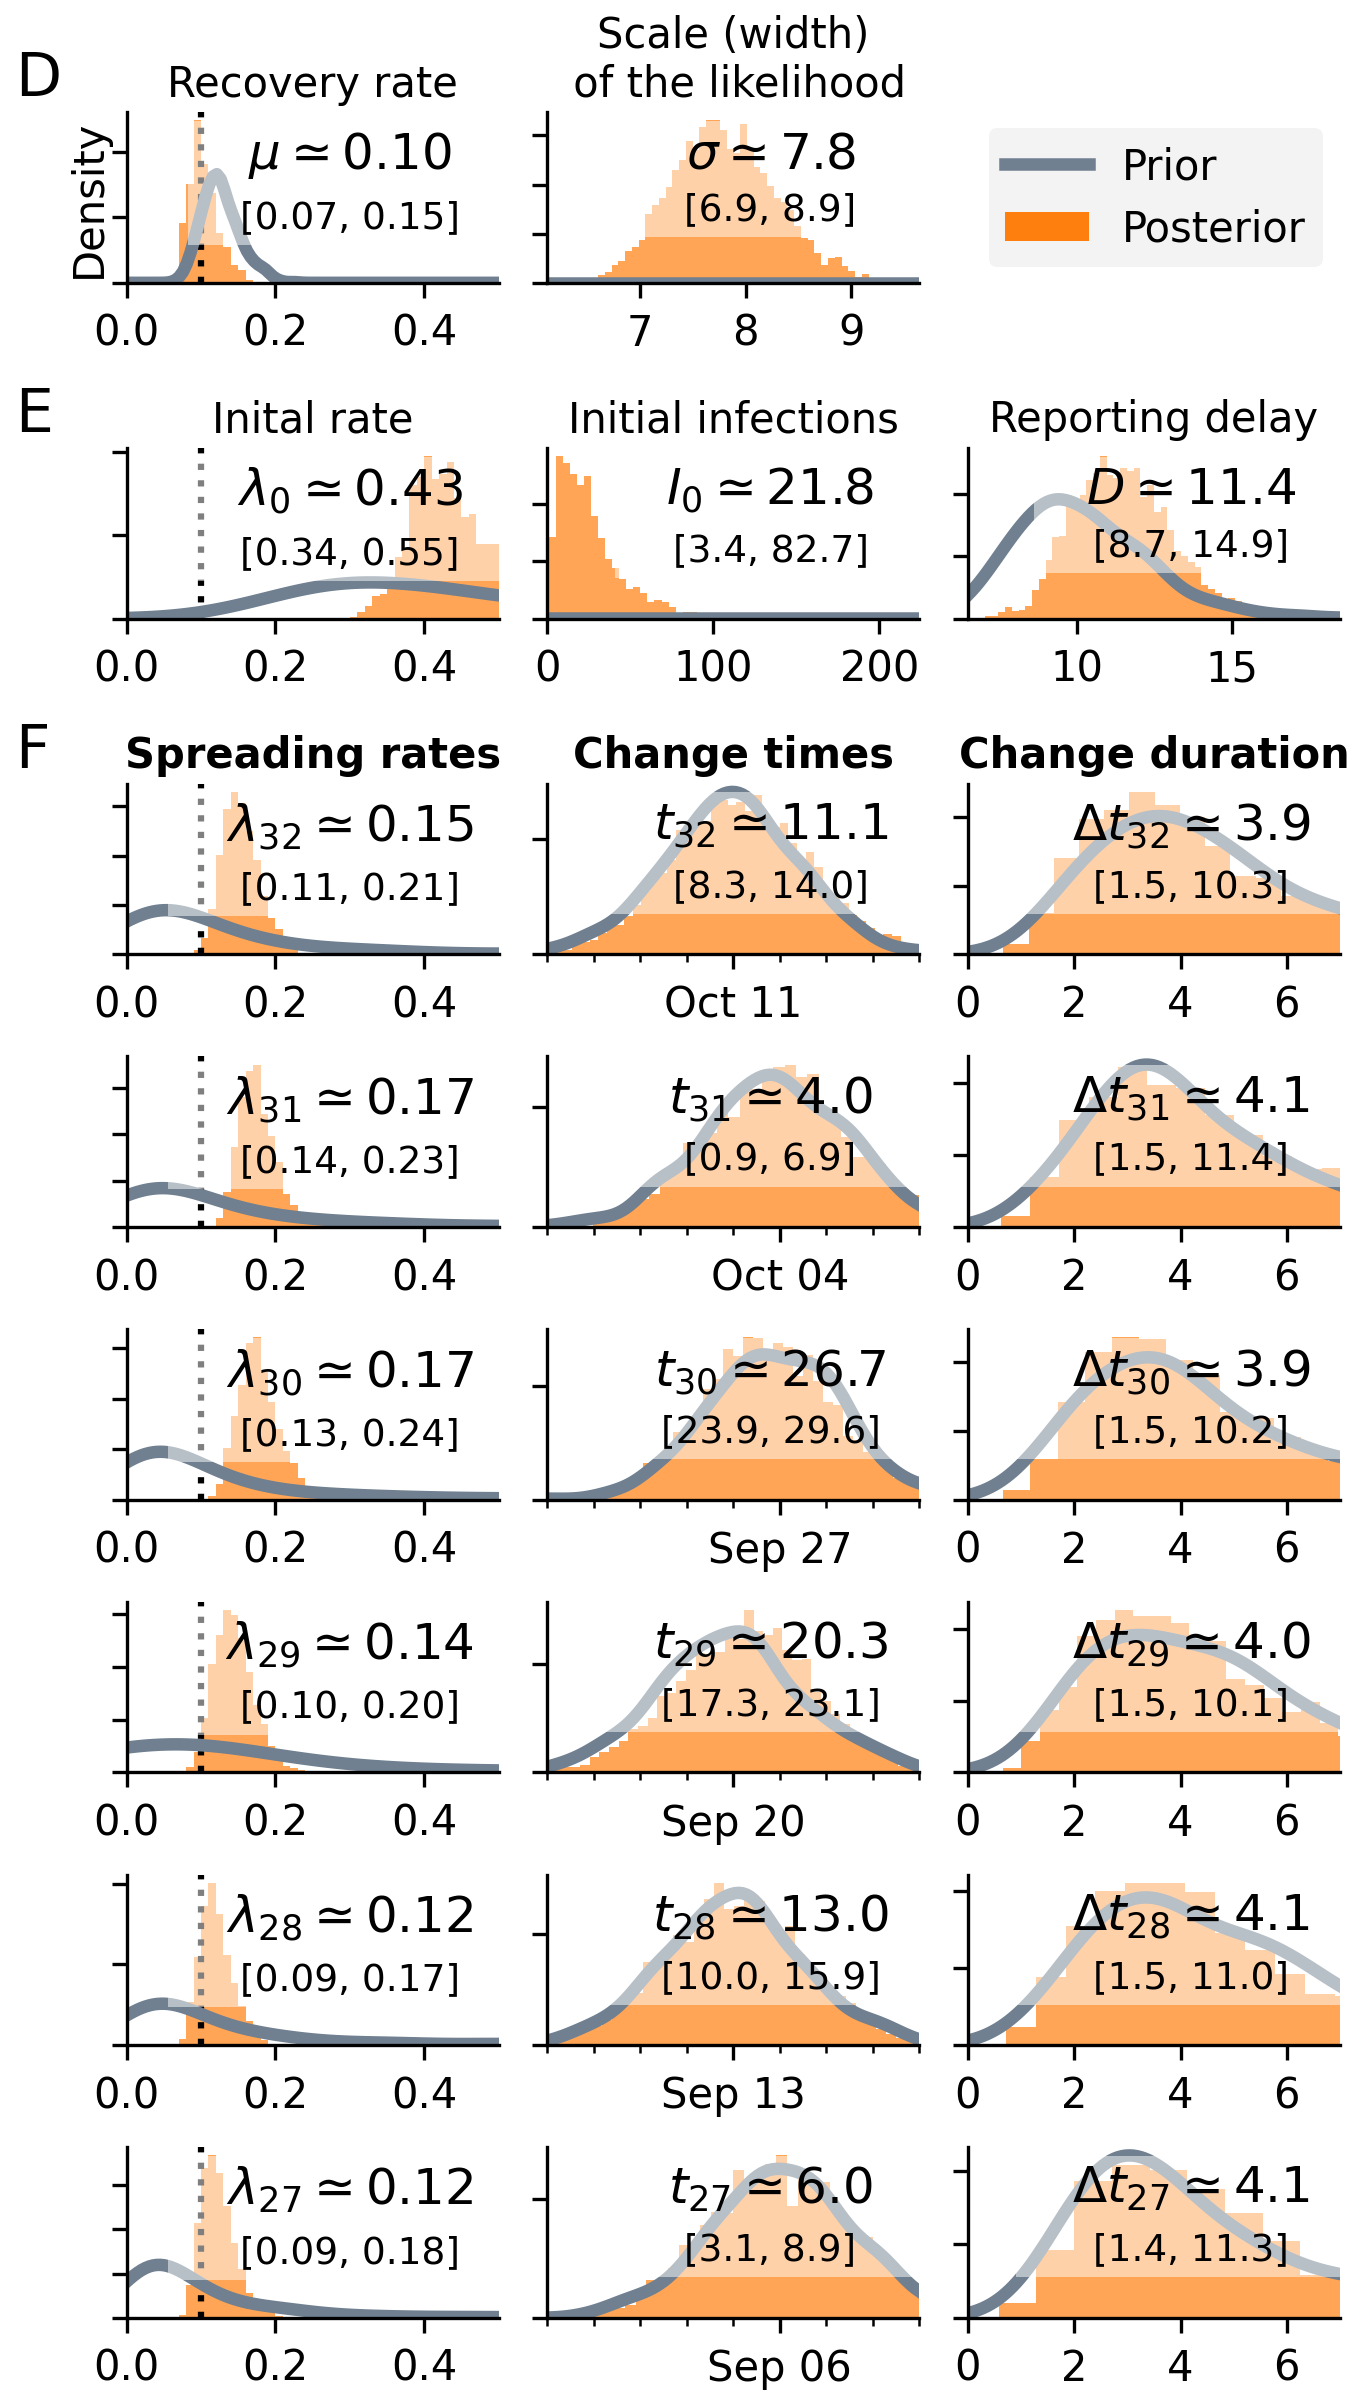 D
Recovery rate
Scale (width)
of the likelihood
Density
μ ≃ 0.10
[0.07, 0.15]
0.0 0.2 0.4
σ ≃ 7.8
[6.9, 8.9]
7 8 9
Prior
Posterior
E
Inital rate
λ₀ ≃ 0.43
[0.34, 0.55]
0.0 0.2 0.4
Initial infections
I₀ ≃ 21.8
[3.4, 82.7]
0 100 200
Reporting delay
D ≃ 11.4
[8.7, 14.9]
10 15
F
Spreading rates
Change times
Change duration
λ₃₂ ≃ 0.15
[0.11, 0.21]
0.0 0.2 0.4
t₃₂ ≃ 11.1
[8.3, 14.0]
Oct 11
Δt₃₂ ≃ 3.9
[1.5, 10.3]
0 2 4 6
λ₃₁ ≃ 0.17
[0.14, 0.23]
0.0 0.2 0.4
t₃₁ ≃ 4.0
[0.9, 6.9]
Oct 04
Δt₃₁ ≃ 4.1
[1.5, 11.4]
0 2 4 6
λ₃₀ ≃ 0.17
[0.13, 0.24]
0.0 0.2 0.4
t₃₀ ≃ 26.7
[23.9, 29.6]
Sep 27
Δt₃₀ ≃ 3.9
[1.5, 10.2]
0 2 4 6
λ₂₉ ≃ 0.14
[0.10, 0.20]
0.0 0.2 0.4
t₂₉ ≃ 20.3
[17.3, 23.1]
Sep 20
Δt₂₉ ≃ 4.0
[1.5, 10.1]
0 2 4 6
λ₂₈ ≃ 0.12
[0.09, 0.17]
0.0 0.2 0.4
t₂₈ ≃ 13.0
[10.0, 15.9]
Sep 13
Δt₂₈ ≃ 4.1
[1.5, 11.0]
0 2 4 6
λ₂₇ ≃ 0.12
[0.09, 0.18]
0.0 0.2 0.4
t₂₇ ≃ 6.0
[3.1, 8.9]
Sep 06
Δt₂₇ ≃ 4.1
[1.4, 11.3]
0 2 4 6